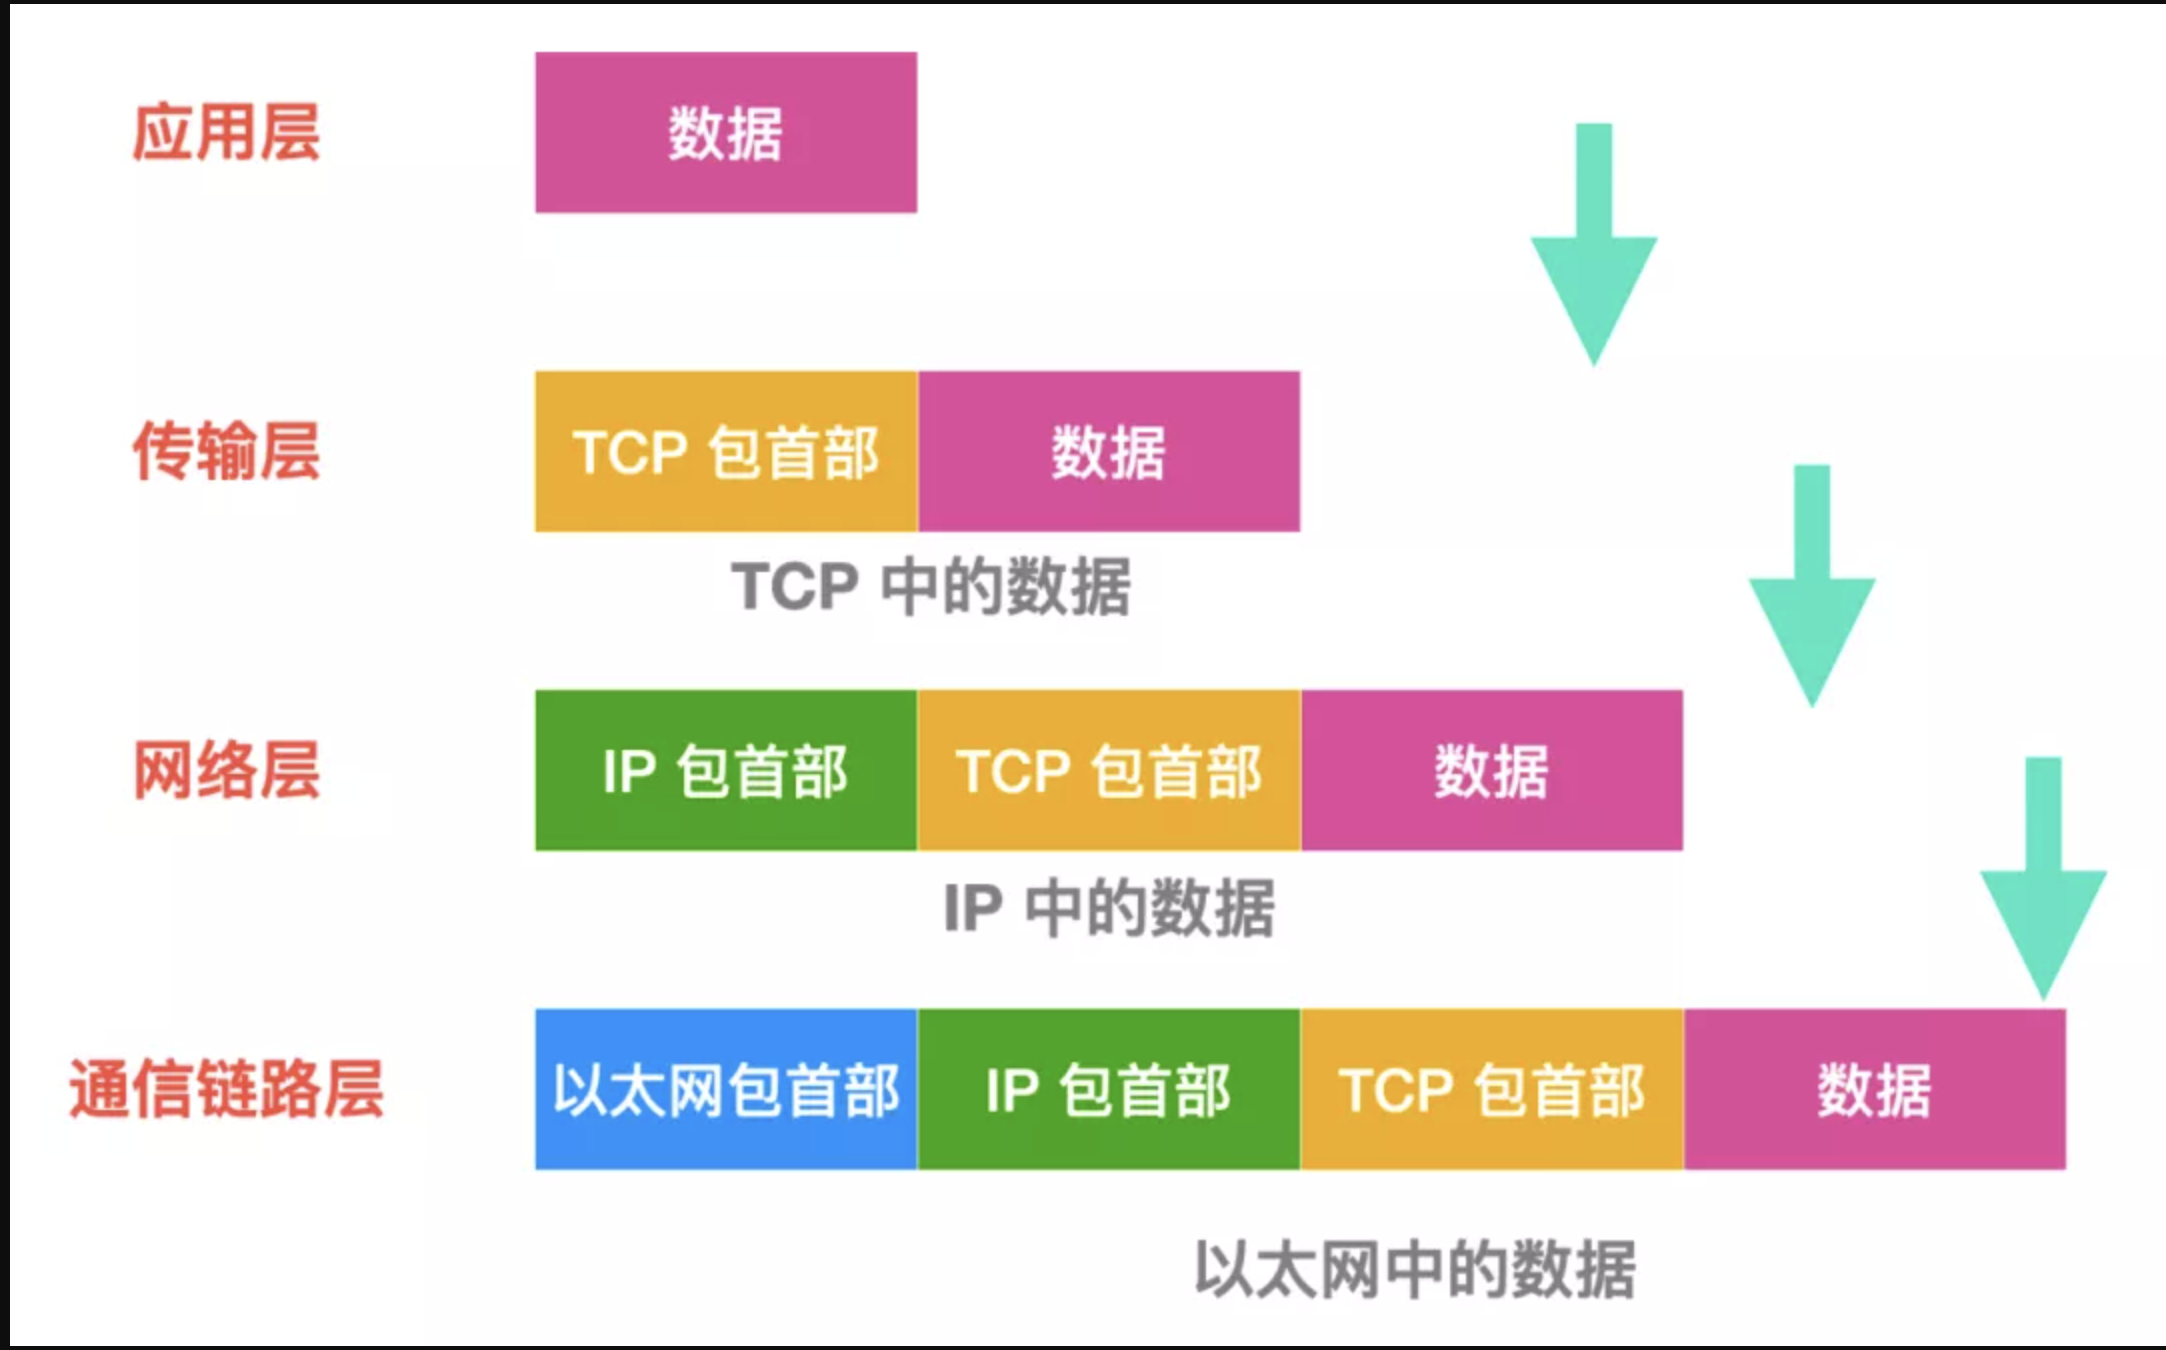 应用层
数据
传输层
TCP 包首部 数据
TCP 中的数据
网络层
IP 包首部 TCP 包首部 数据
IP 中的数据
通信链路层
以太网包首部 IP 包首部 TCP 包首部 数据
以太网中的数据